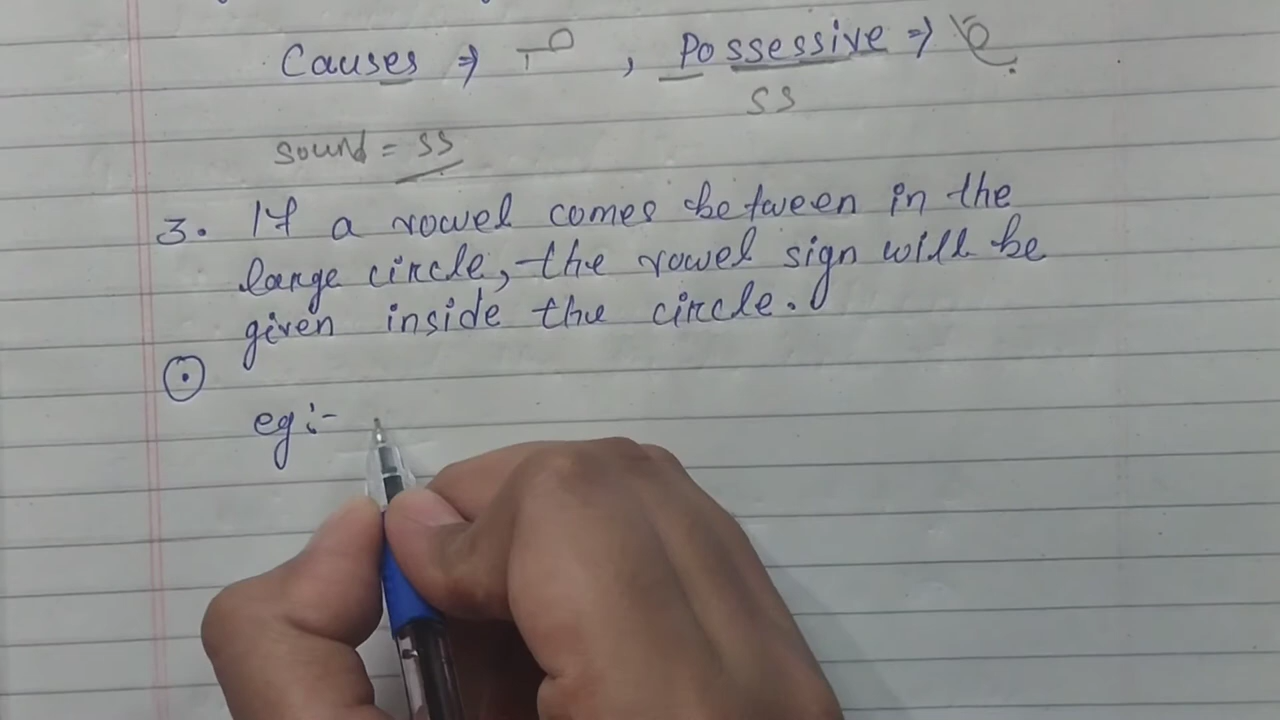 Causes ⇒ , Possessive ⇒
ss
sound = ss
3. If a vowel comes between in the
large circle, the vowel sign will be
given inside the circle.
eg:-